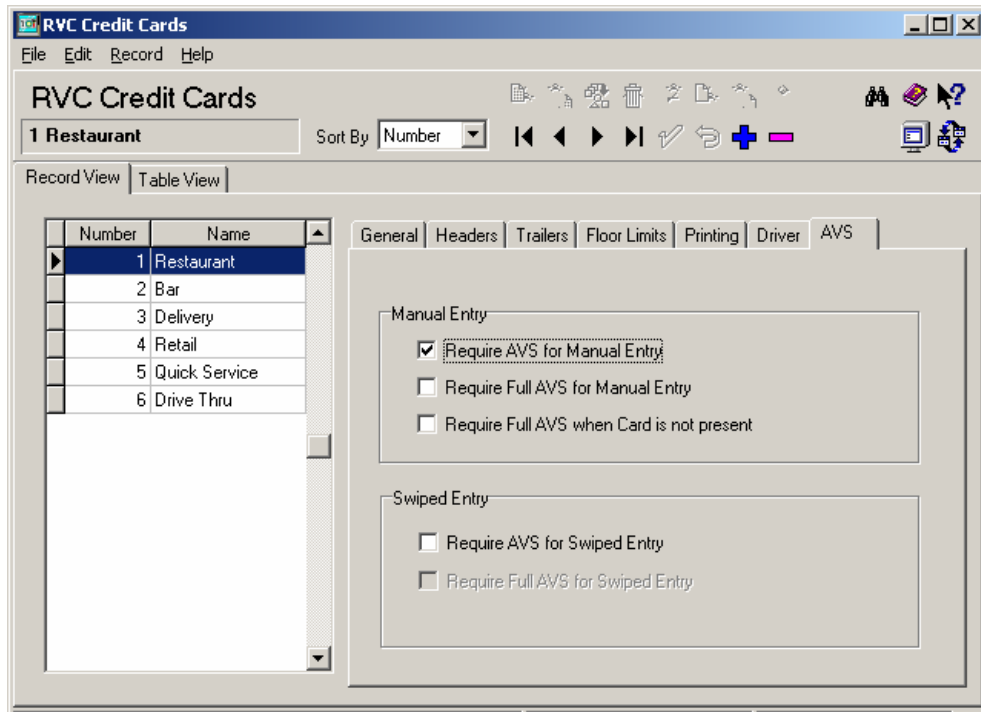 RVC Credit Cards
File Edit Record Help
RVC Credit Cards
1 Restaurant
Sort By Number
Record View Table View
Number Name
1 Restaurant
2 Bar
3 Delivery
4 Retail
5 Quick Service
6 Drive Thru
General Headers Trailers Floor Limits Printing Driver AVS
Manual Entry
Require AVS for Manual Entry
Require Full AVS for Manual Entry
Require Full AVS when Card is not present
Swiped Entry
Require AVS for Swiped Entry
Require Full AVS for Swiped Entry